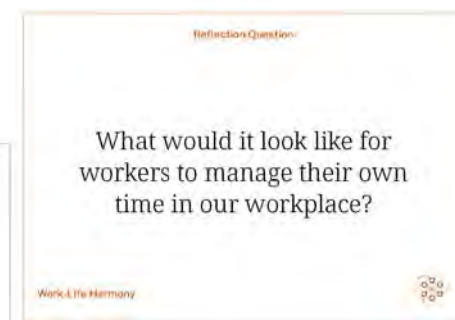 Reflection Question:
What would it look like for
workers to manage their own
time in our workplace?
Work-Life Harmony